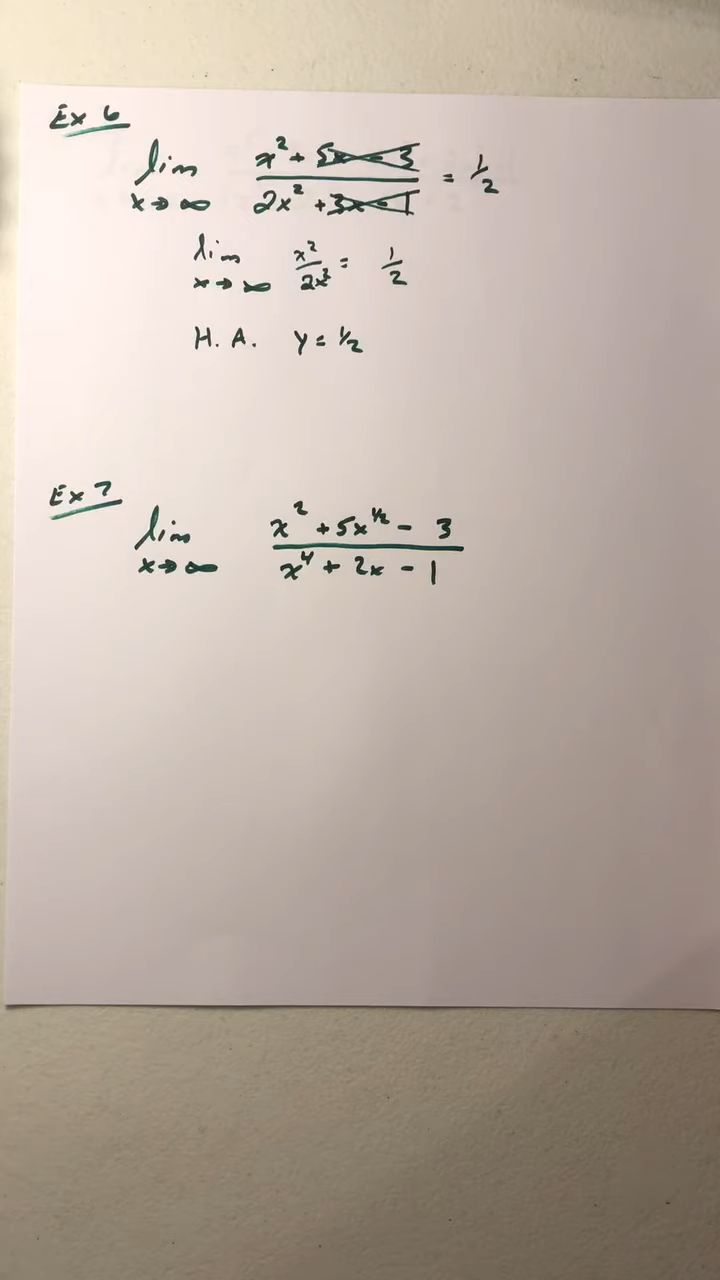 Ex 6
lim x→∞ (x² + 5x - 3)/(2x² + 3x - 1) = 1/2
lim x→∞ x²/2x² = 1/2
H.A. y = 1/2
Ex 7
lim x→∞ (x² + 5x^(1/2) - 3)/(x⁴ + 2x - 1)